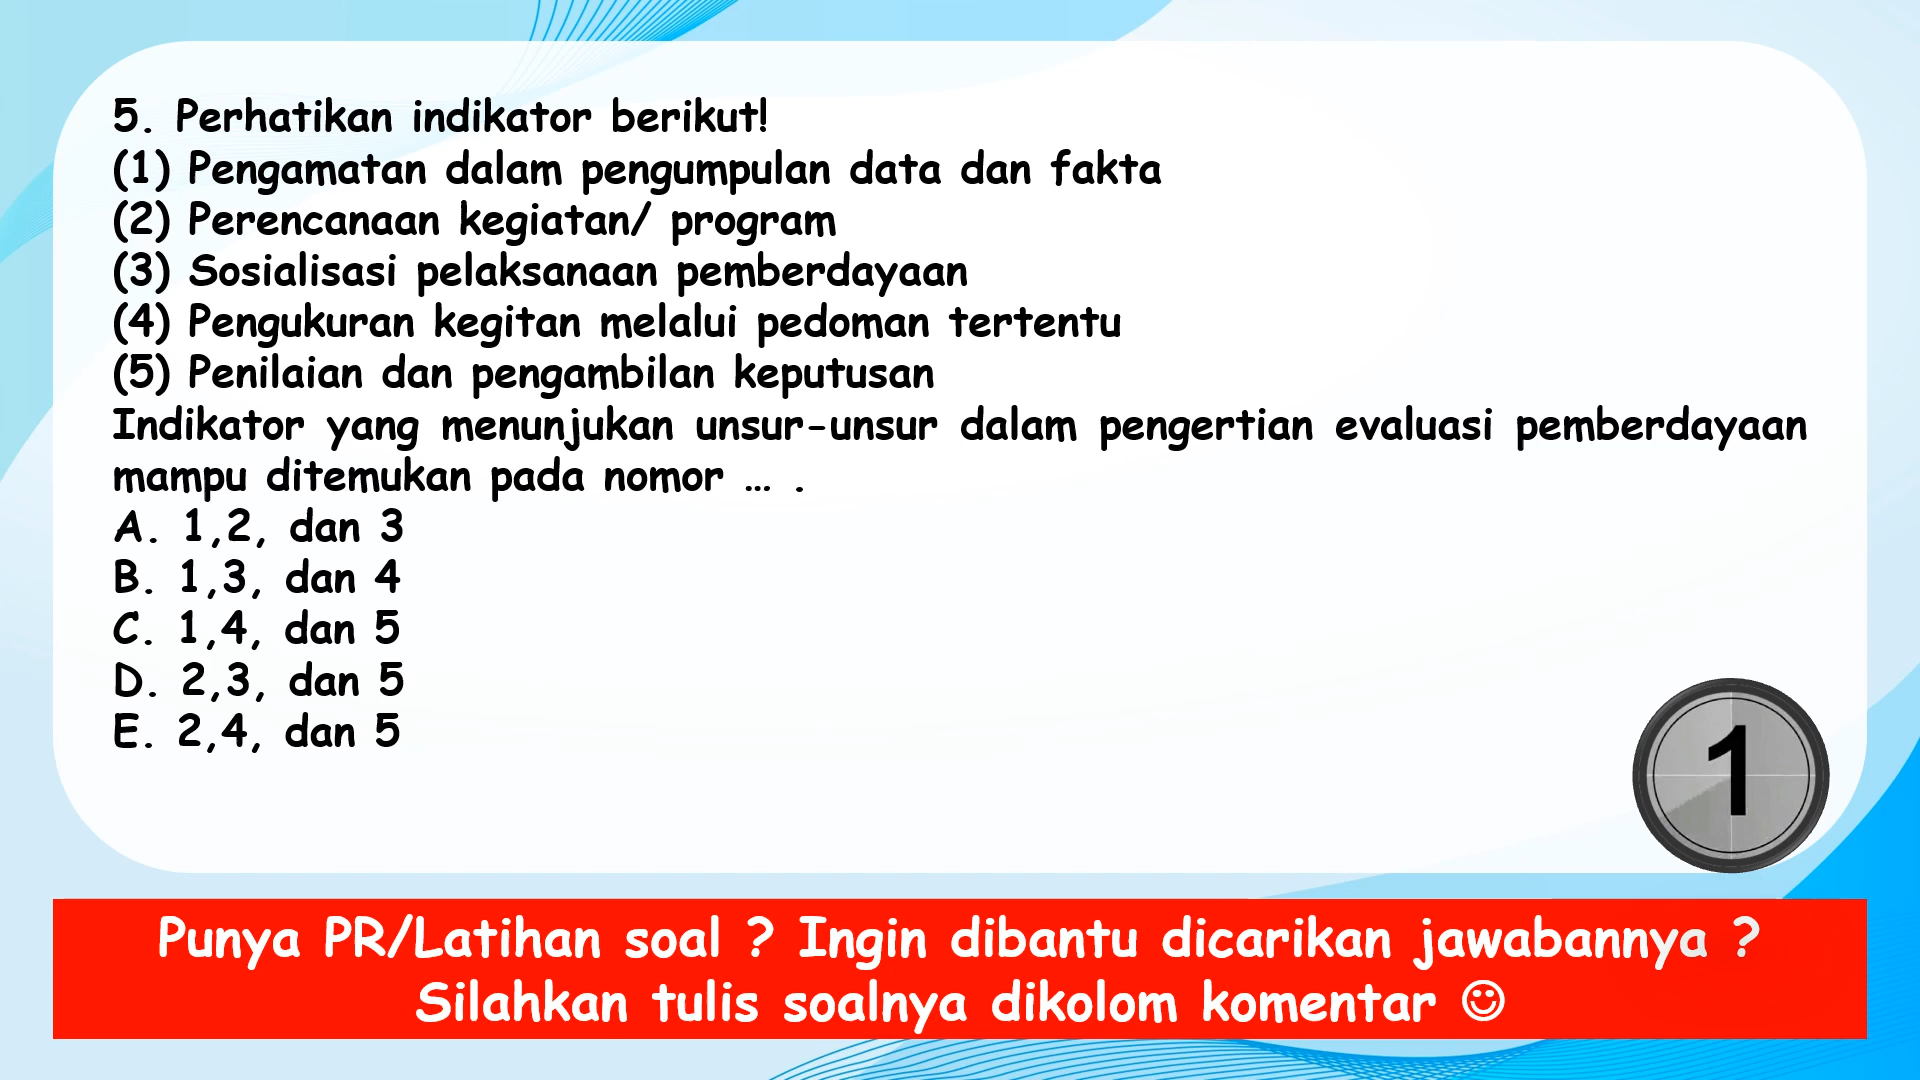 5. Perhatikan indikator berikut!
(1) Pengamatan dalam pengumpulan data dan fakta
(2) Perencanaan kegiatan/ program
(3) Sosialisasi pelaksanaan pemberdayaan
(4) Pengukuran kegitan melalui pedoman tertentu
(5) Penilaian dan pengambilan keputusan
Indikator yang menunjukan unsur-unsur dalam pengertian evaluasi pemberdayaan
mampu ditemukan pada nomor … .
A. 1,2, dan 3
B. 1,3, dan 4
C. 1,4, dan 5
D. 2,3, dan 5
E. 2,4, dan 5
1
Punya PR/Latihan soal ? Ingin dibantu dicarikan jawabannya ?
Silahkan tulis soalnya dikolom komentar ☺